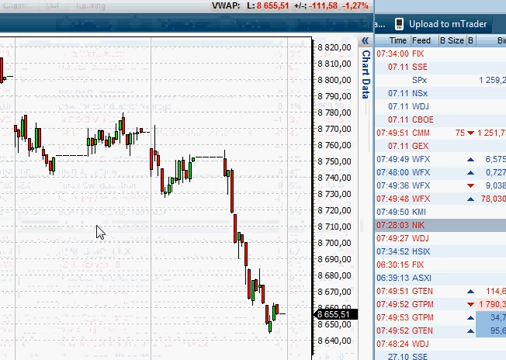 VWAP: L: 8 655,51 +/-: -111,58 -1,27%
8 820,00
8 810,00
8 800,00
8 790,00
8 780,00
8 770,00
8 760,00
8 750,00
8 740,00
8 730,00
8 720,00
8 710,00
8 700,00
8 690,00
8 680,00
8 670,00
8 655,51
8 650,00
8 640,00
Chart Data
a... Upload to mTrader
Time Feed B Size B
07:34:00 FIX
07.11 SSE
SPx 1 259,2
07.11 NSx 0,
07.11 WDJ
07.11 CBOE
07:49:51 CMM 75 1 251,7
07.11 GEX
07:49:49 WFX 6,575
07:48:00 WFX 0,727
07:49:36 WFX 9,038
07:49:48 WFX 78,030
07:49:50 KMI
07:28:03 NIK
07:49:27 WDJ
07:34:52 HSIX
06:30:15 FIX
06:39:13 ASXI
07:49:51 GTEN 114,6
07:49:52 GTPM 1 790,3
07:49:53 GTPM 34,7
07:49:52 GTEN 95,6
07:48:24 WDJ
27.10 SSE